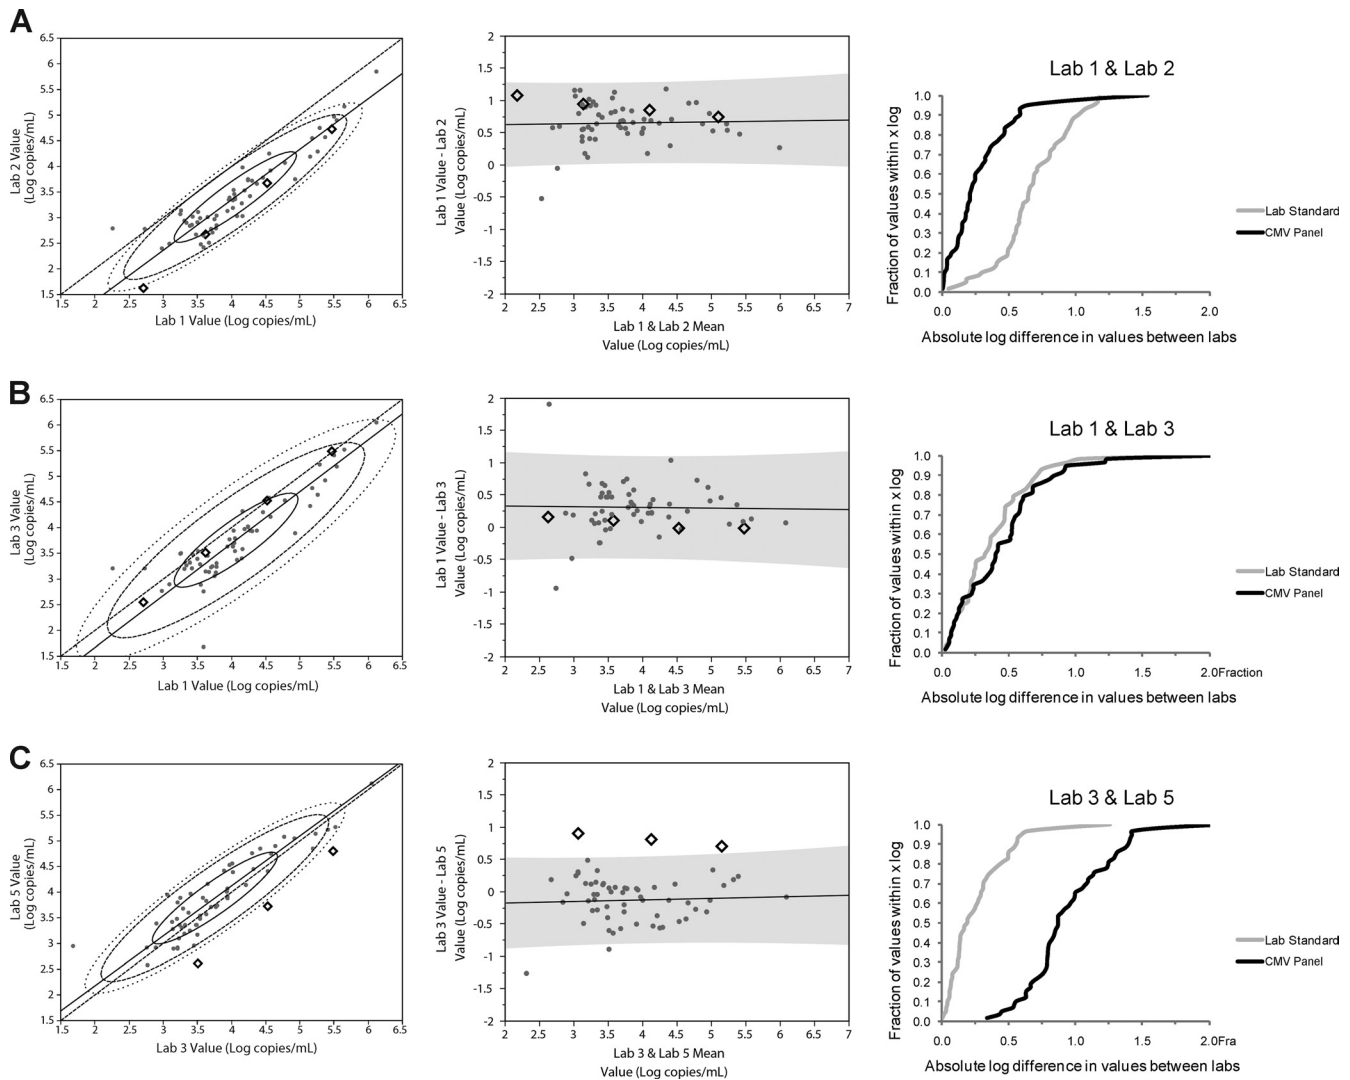 A
6.5
6
5.5
5
4.5
4
3.5
3
2.5
2
1.5
Lab 2 Value
(Log copies/mL)
1.5 2 2.5 3 3.5 4 4.5 5 5.5 6 6.5
Lab 1 Value (Log copies/mL)
2
1.5
1
0.5
0
-0.5
-1
-1.5
-2
Lab 1 Value - Lab 2
Value (Log copies/mL)
2 2.5 3 3.5 4 4.5 5 5.5 6 6.5 7
Lab 1 & Lab 2 Mean
Value (Log copies/mL)
Lab 1 & Lab 2
1.0
0.9
0.8
0.7
0.6
0.5
0.4
0.3
0.2
0.1
0.0
Fraction of values within x log
0.0 0.5 1.0 1.5 2.0
Absolute log difference in values between labs
Lab Standard
CMV Panel
B
6.5
6
5.5
5
4.5
4
3.5
3
2.5
2
1.5
Lab 3 Value
(Log copies/mL)
1.5 2 2.5 3 3.5 4 4.5 5 5.5 6 6.5
Lab 1 Value (Log copies/mL)
2
1.5
1
0.5
0
-0.5
-1
-1.5
-2
Lab 1 Value - Lab 3
Value (Log copies/mL)
2 2.5 3 3.5 4 4.5 5 5.5 6 6.5 7
Lab 1 & Lab 3 Mean
Value (Log copies/mL)
Lab 1 & Lab 3
1.0
0.9
0.8
0.7
0.6
0.5
0.4
0.3
0.2
0.1
0.0
Fraction of values within x log
0.0 0.5 1.0 1.5 2.0Fraction
Absolute log difference in values between labs
Lab Standard
CMV Panel
C
6.5
6
5.5
5
4.5
4
3.5
3
2.5
2
1.5
Lab 5 Value
(Log copies/mL)
1.5 2 2.5 3 3.5 4 4.5 5 5.5 6 6.5
Lab 3 Value (Log copies/mL)
2
1.5
1
0.5
0
-0.5
-1
-1.5
-2
Lab 3 Value - Lab 5
Value (Log copies/mL)
2 2.5 3 3.5 4 4.5 5 5.5 6 6.5 7
Lab 3 & Lab 5 Mean
Value (Log copies/mL)
Lab 3 & Lab 5
1.0
0.9
0.8
0.7
0.6
0.5
0.4
0.3
0.2
0.1
0.0
Fraction of values within x log
0.0 0.5 1.0 1.5 2.0Fra
Absolute log difference in values between labs
Lab Standard
CMV Panel